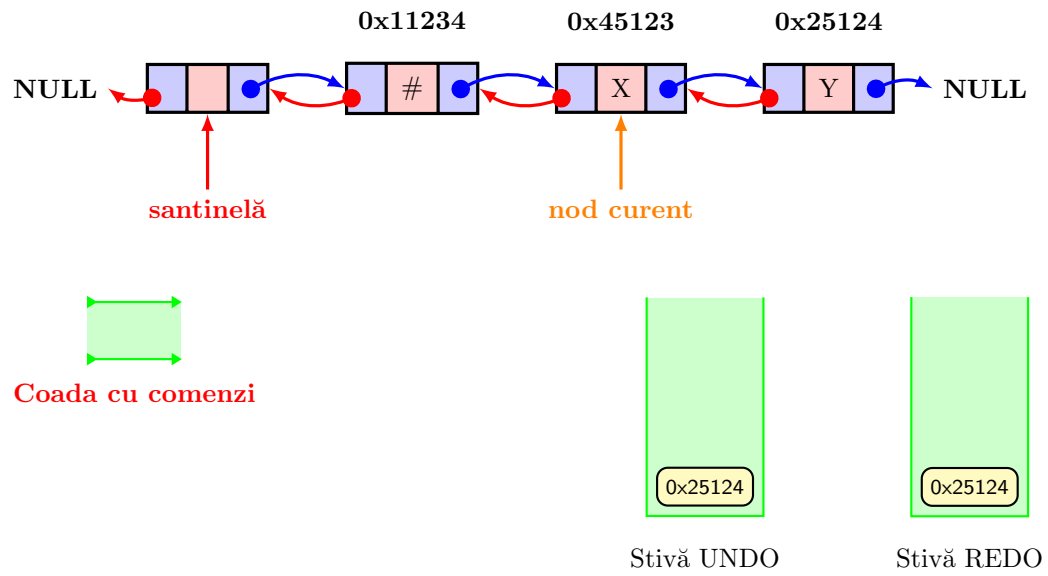 0x11234 0x45123 0x25124
NULL # X Y NULL
santinelă nod curent
Coada cu comenzi
0x25124 0x25124
Stivă UNDO Stivă REDO